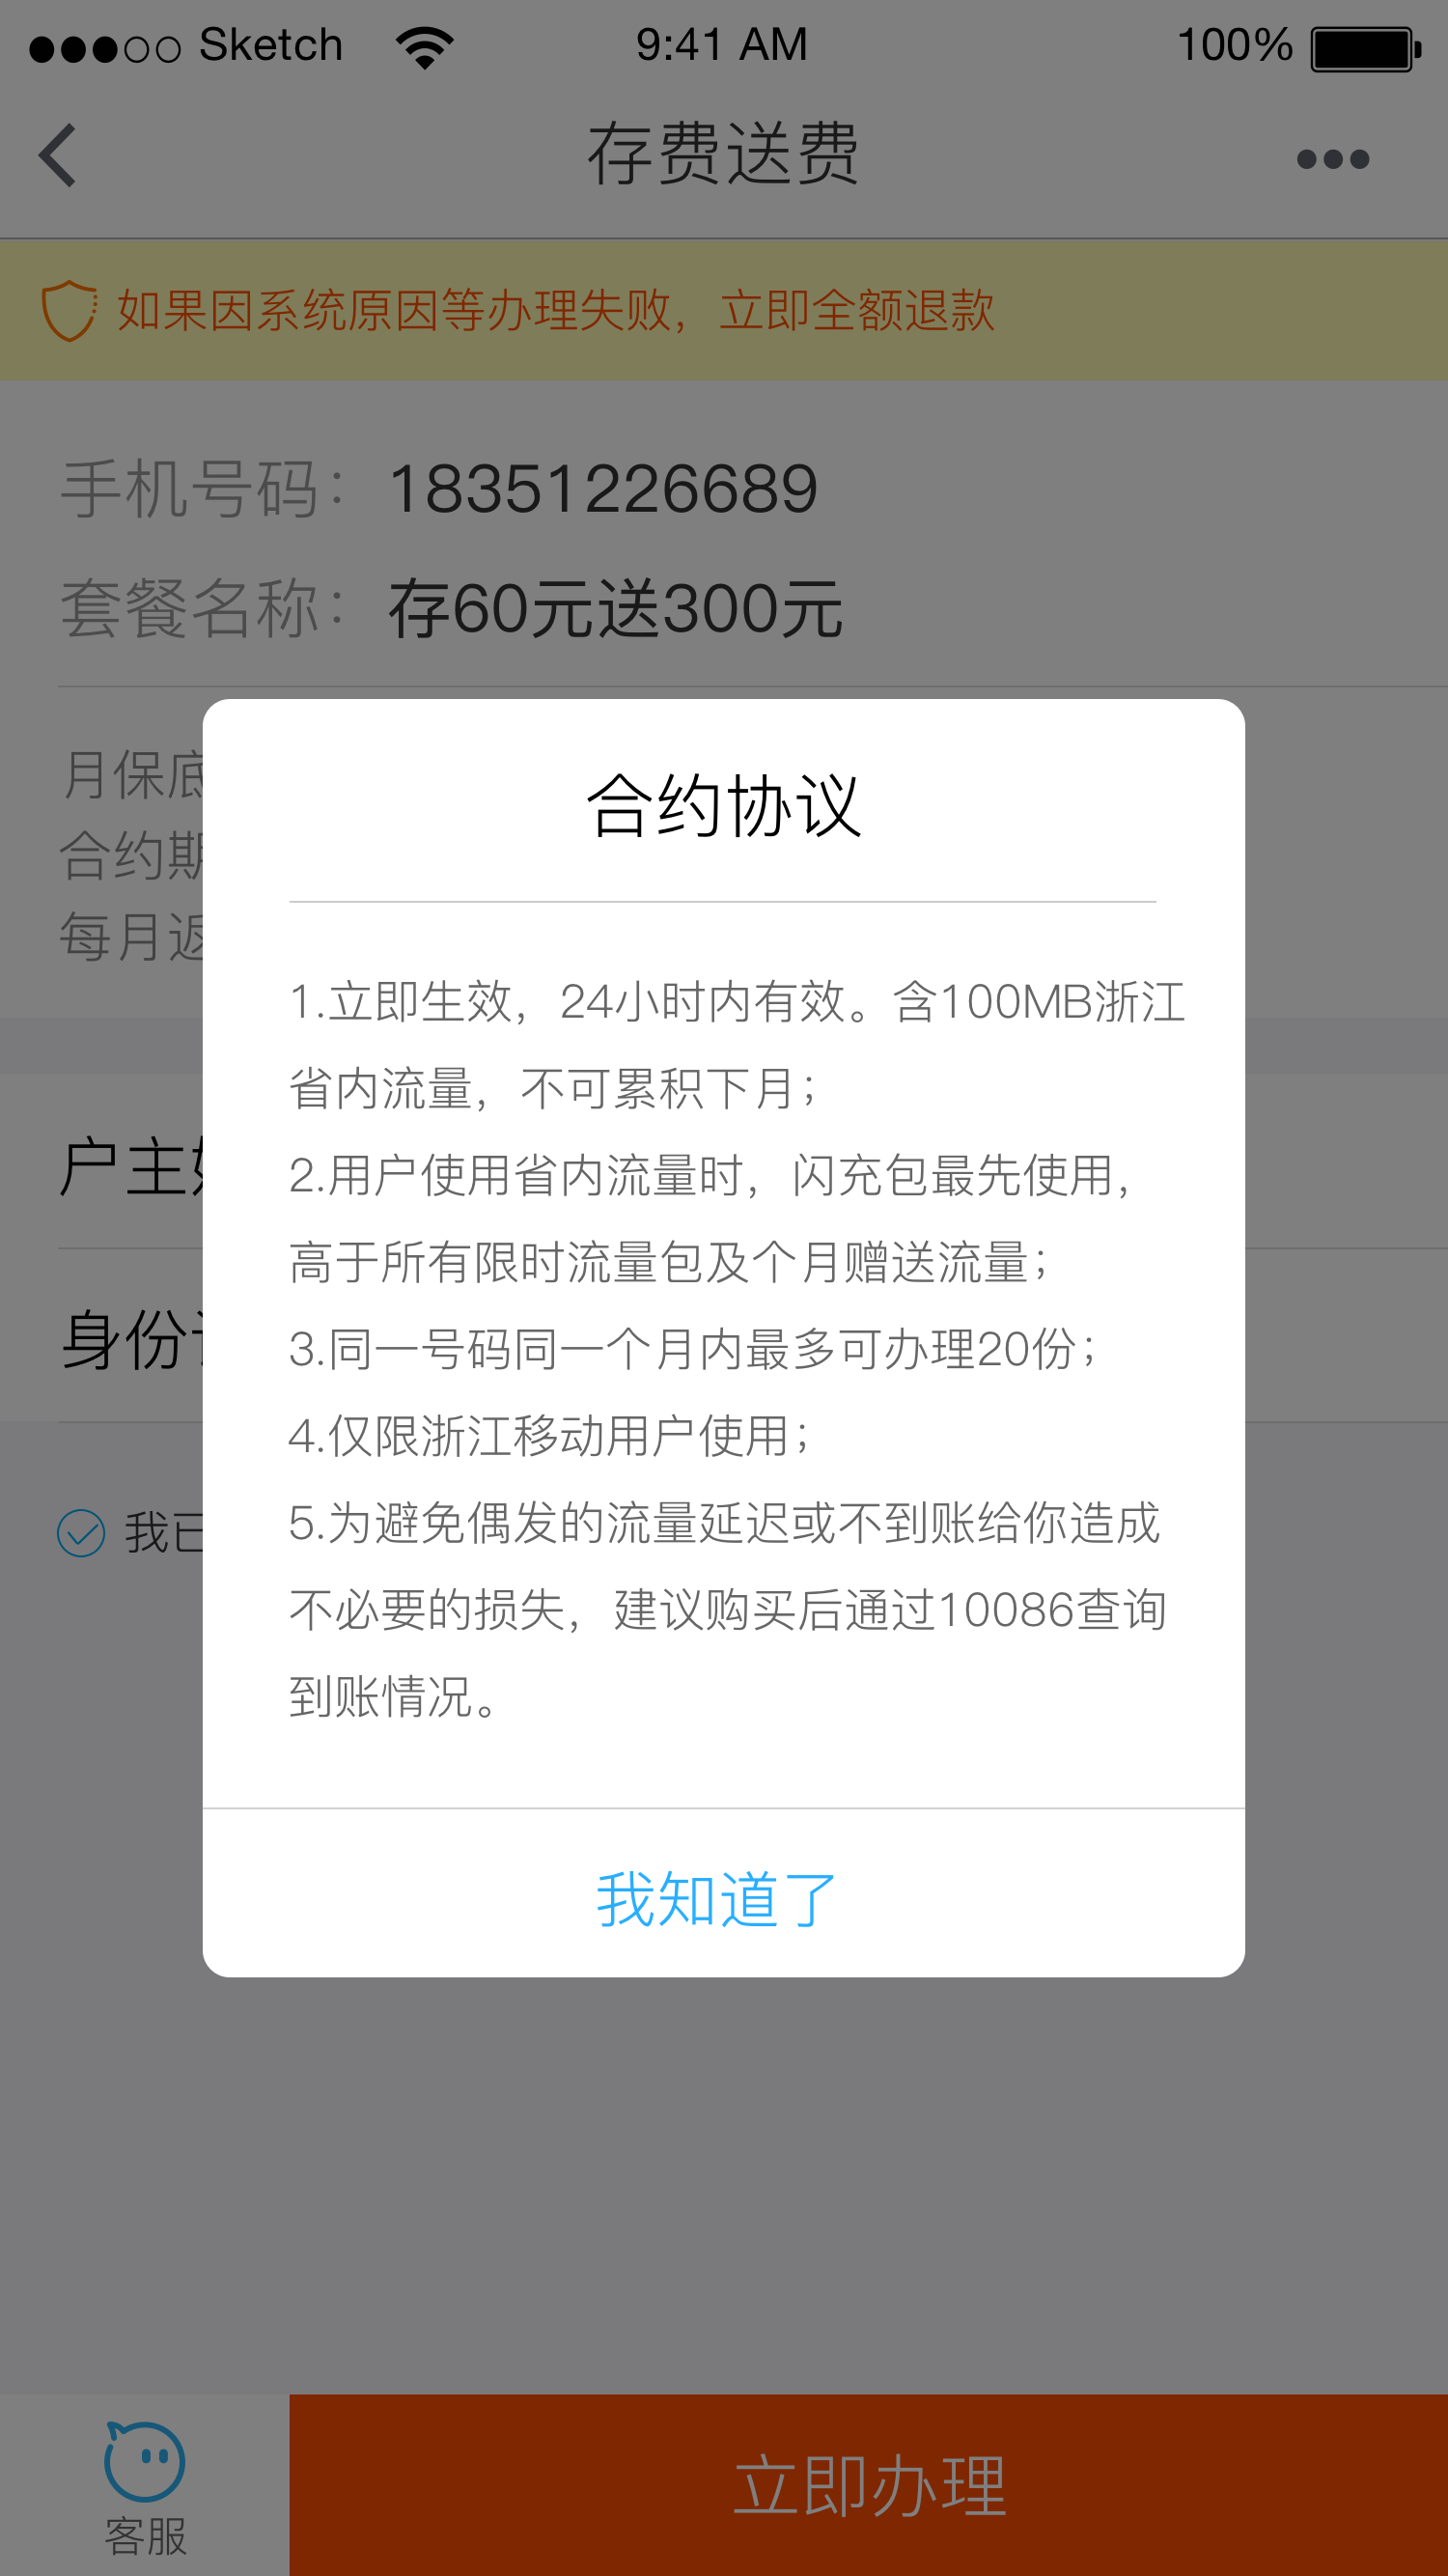 Sketch 9:41 AM 100%
存费送费
如果因系统原因等办理失败，立即全额退款
手机号码：18351226689
套餐名称：存60元送300元
月保底
合约期
每月返
户主
身份
我已
合约协议
1.立即生效，24小时内有效。含100MB浙江
省内流量，不可累积下月；
2.用户使用省内流量时，闪充包最先使用，
高于所有限时流量包及个月赠送流量；
3.同一号码同一个月内最多可办理20份；
4.仅限浙江移动用户使用；
5.为避免偶发的流量延迟或不到账给你造成
不必要的损失，建议购买后通过10086查询
到账情况。
我知道了
客服
立即办理